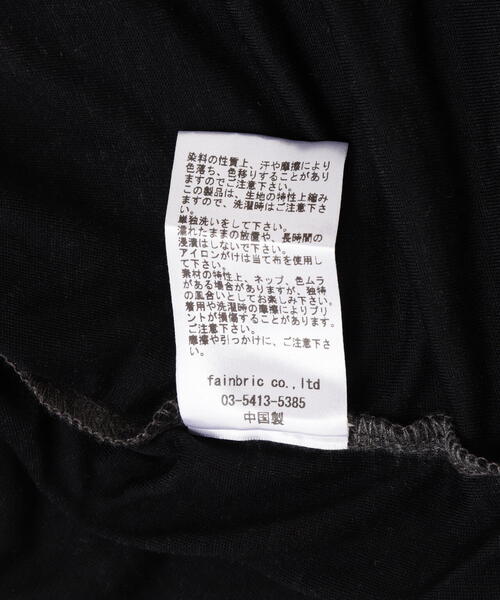 染料の性質上、汗や摩擦により
色落ち、色移りすることがあり
ますのでご注意下さい。
この製品は、生地の特性上縮み
ますので、洗濯時はご注意下さい。
単独洗いをして下さい。
濡れたままの放置や、長時間の
浸漬はしないで下さい。
アイロンがけは当て布を使用し
て下さい。
素材の特性上、ネップ、色ムラ
がある場合がありますが、独特
の風合いとしてお楽しみ下さい。
着用や洗濯時の摩擦によりプリ
ントが損傷することがあります。
ご注意下さい。
摩擦や引っかけに、ご注意下さ
い。
fainbric co.,ltd
03-5413-5385
中国製